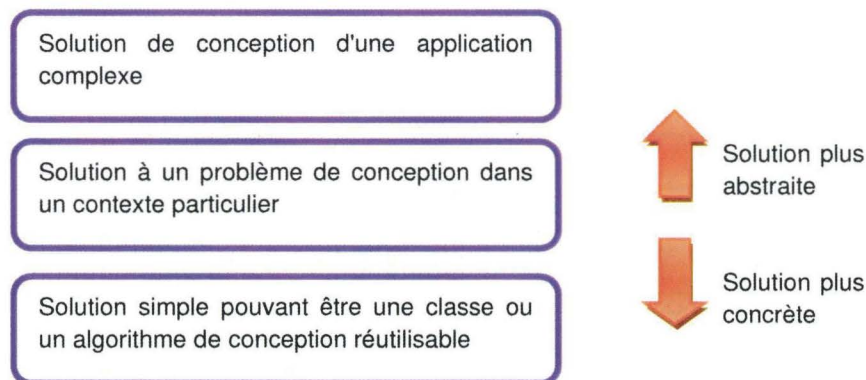 Solution de conception d'une application
complexe
Solution à un problème de conception dans
un contexte particulier
Solution plus
abstraite
Solution simple pouvant être une classe ou
un algorithme de conception réutilisable
Solution plus
concrète